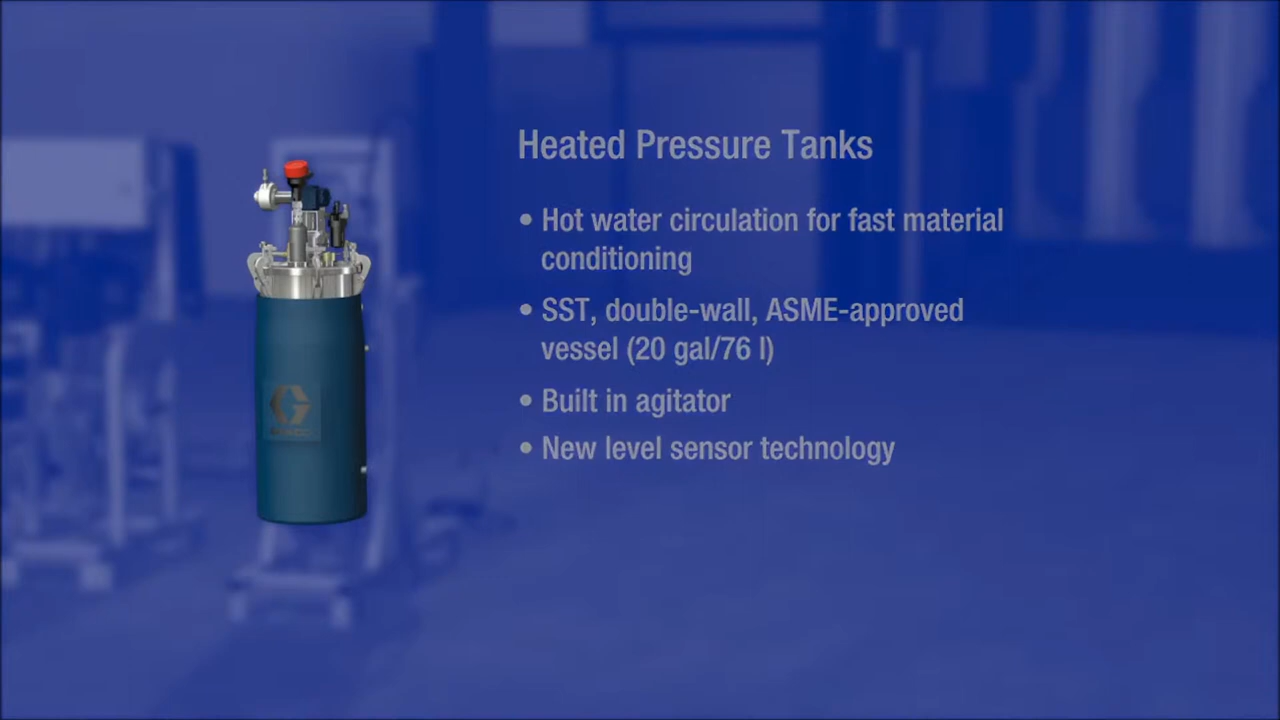 Heated Pressure Tanks
• Hot water circulation for fast material
conditioning
• SST, double-wall, ASME-approved
vessel (20 gal/76 l)
• Built in agitator
• New level sensor technology